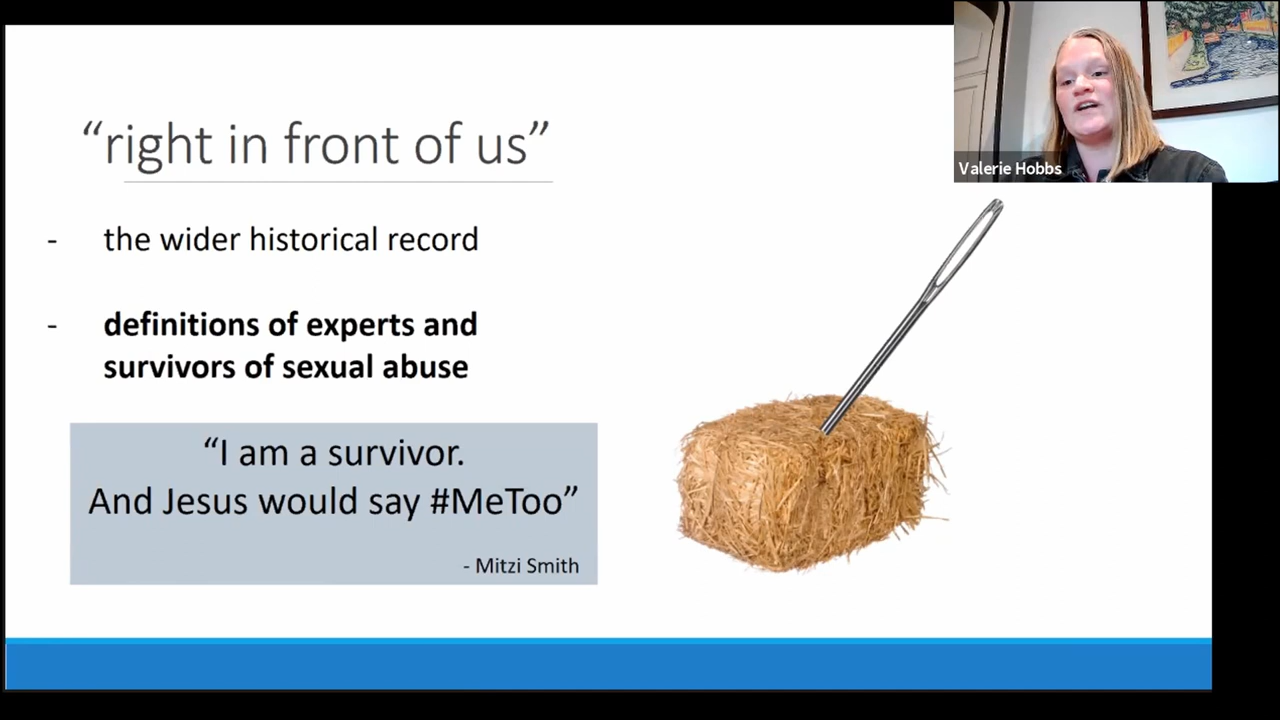 “right in front of us”
- the wider historical record
- definitions of experts and
survivors of sexual abuse
“I am a survivor.
And Jesus would say #MeToo”
- Mitzi Smith
Valerie Hobbs